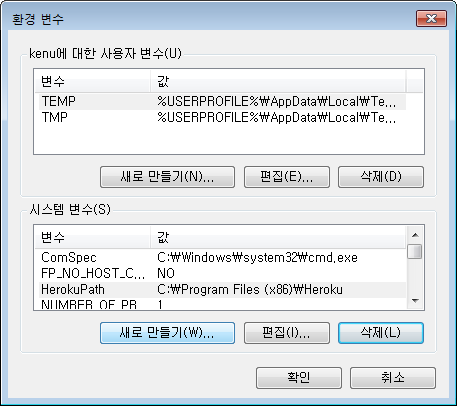 환경 변수
kenu에 대한 사용자 변수(U)
변수 값
TEMP %USERPROFILE%₩AppData₩Local₩Te...
TMP %USERPROFILE%₩AppData₩Local₩Te...
새로 만들기(N)... 편집(E)... 삭제(D)
시스템 변수(S)
변수 값
ComSpec C:₩Windows₩system32₩cmd.exe
FP_NO_HOST_C... NO
HerokuPath C:₩Program Files (x86)₩Heroku
NUMBER_OF_PR... 1
새로 만들기(W)... 편집(I)... 삭제(L)
확인 취소